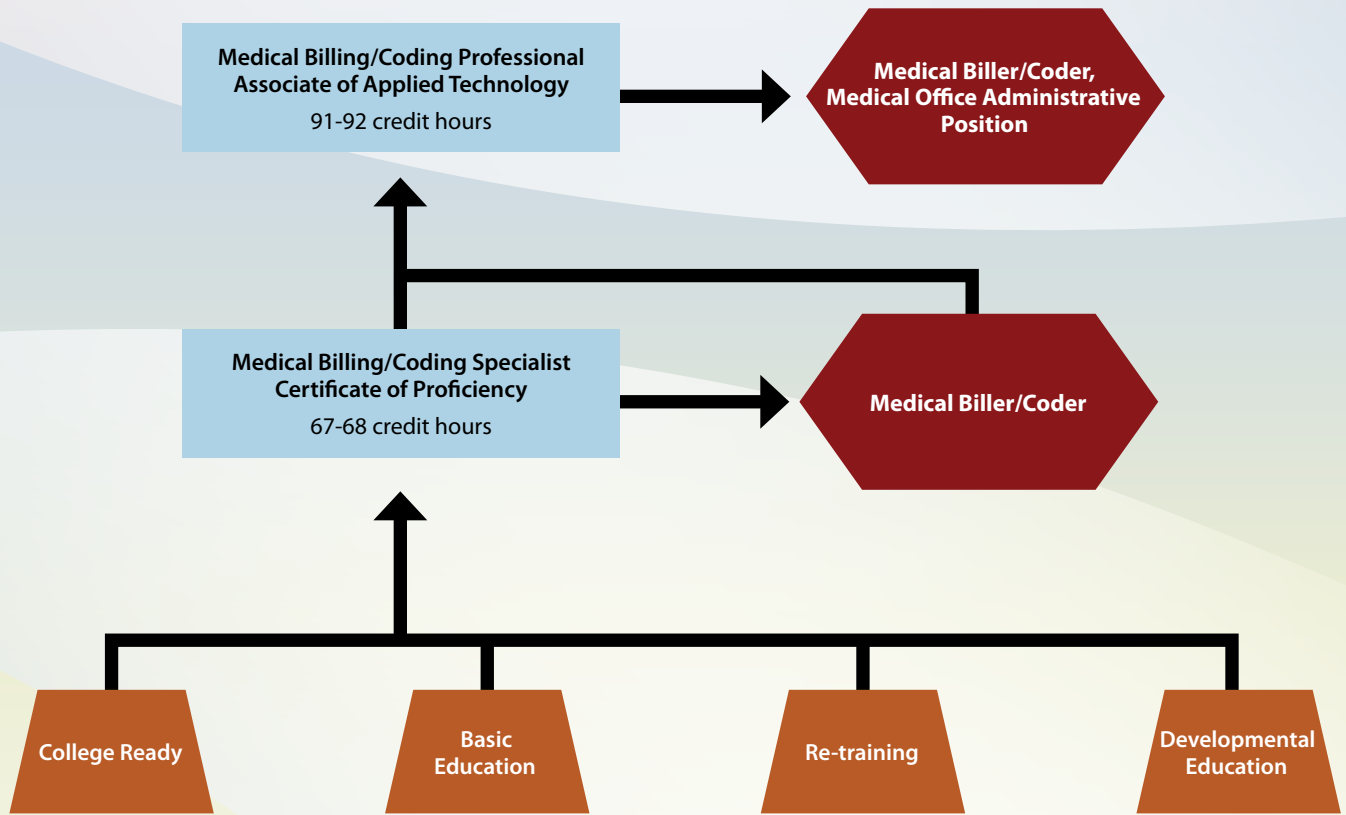 Medical Billing/Coding Professional
Associate of Applied Technology
91-92 credit hours
Medical Biller/Coder,
Medical Office Administrative
Position
Medical Billing/Coding Specialist
Certificate of Proficiency
67-68 credit hours
Medical Biller/Coder
College Ready
Basic
Education
Re-training
Developmental
Education